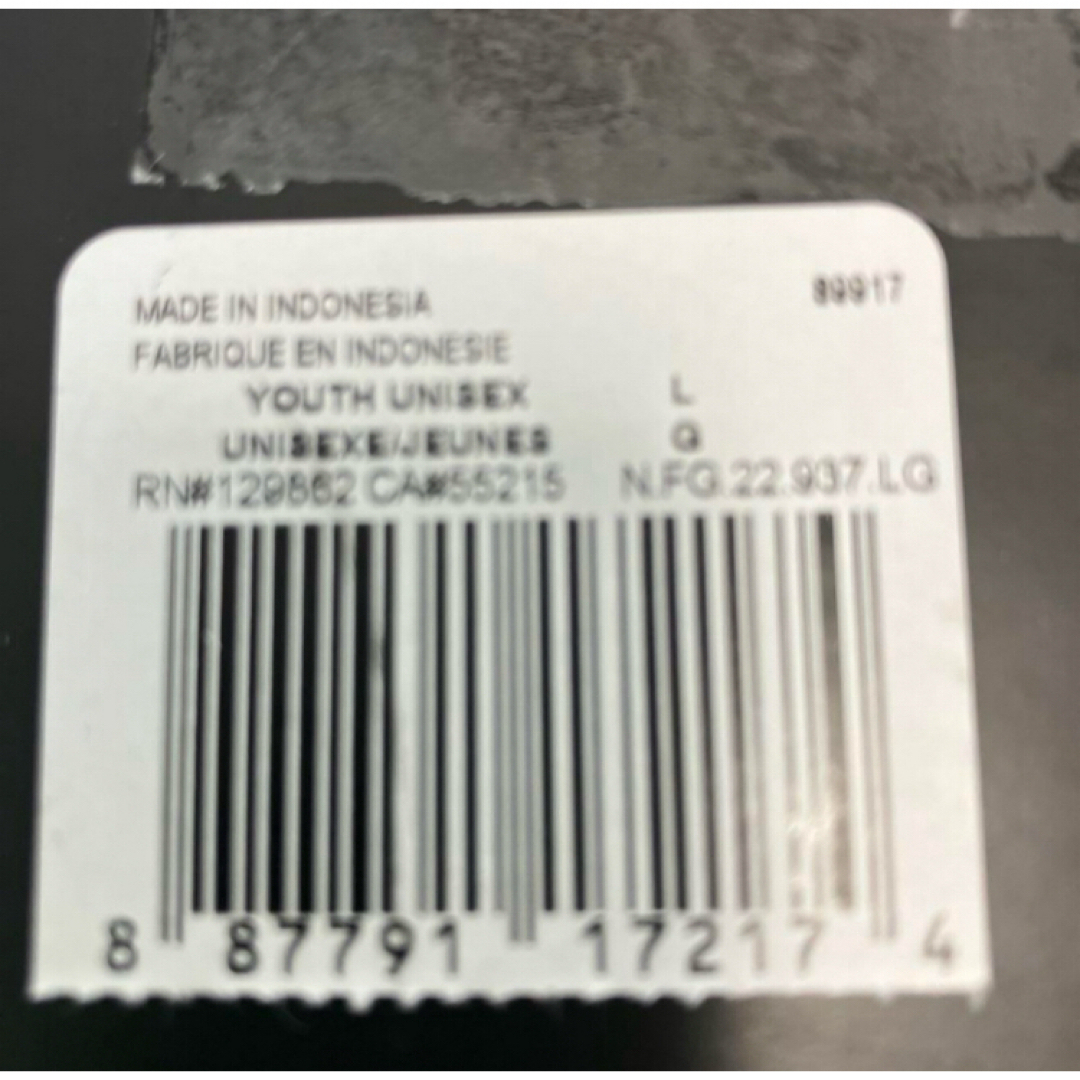 MADE IN INDONESIA 89917
FABRIQUE EN INDONESIE
YOUTH UNISEX L
UNISEXE/JEUNES G
RN#129862 CA#55215 N.FG.22.937.LG
8 87791 17217 4